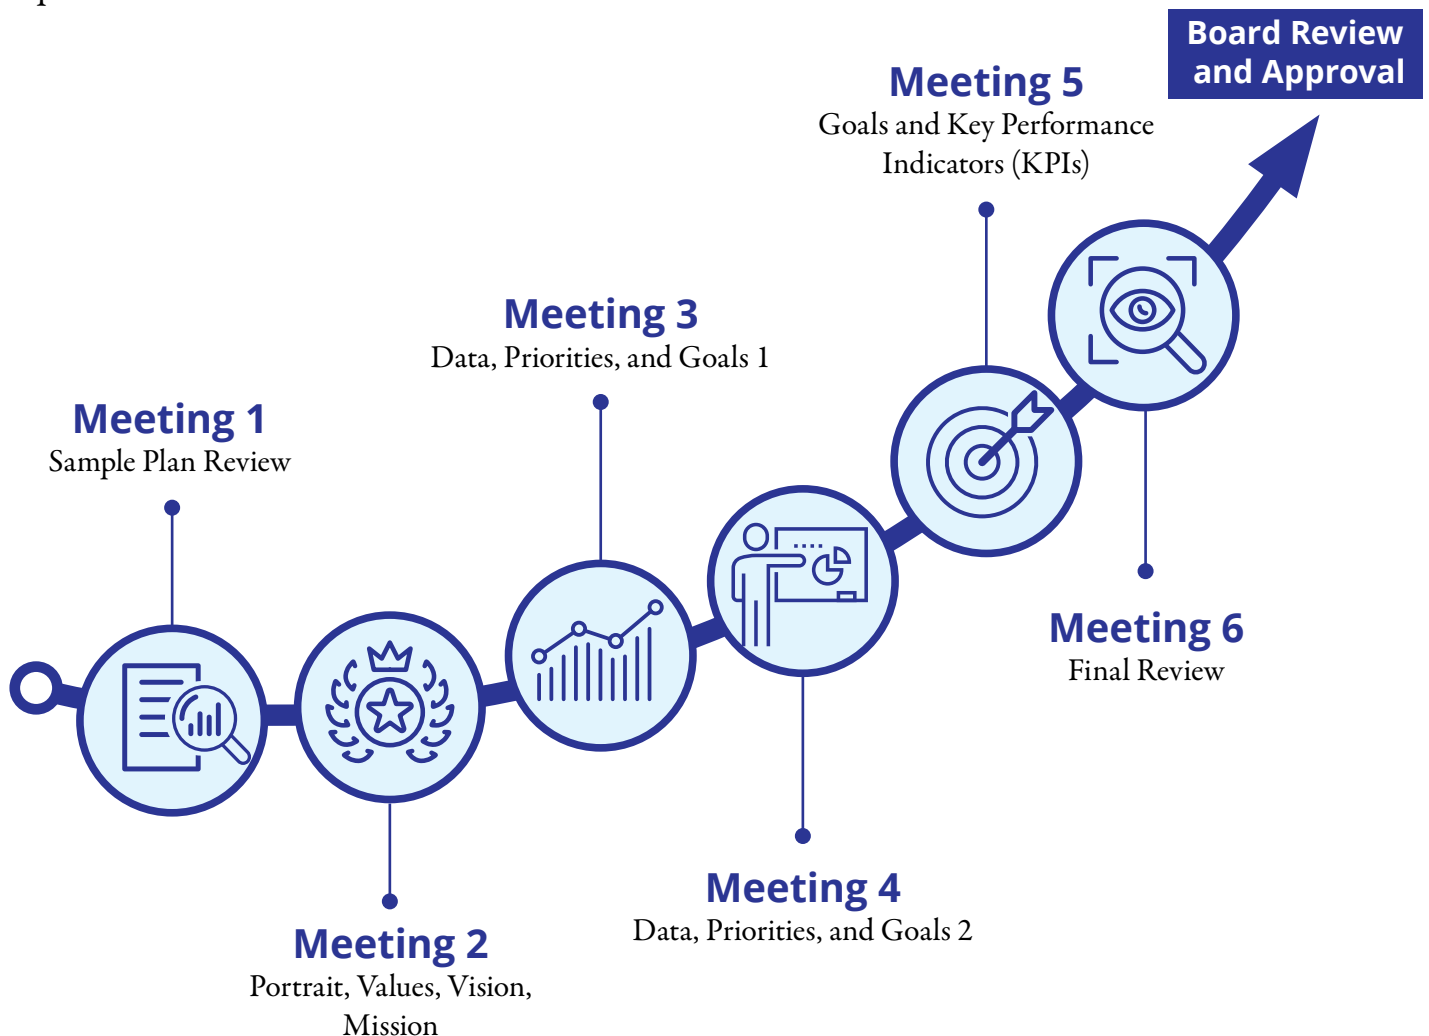 Meeting 1
Sample Plan Review
Meeting 2
Portrait, Values, Vision,
Mission
Meeting 3
Data, Priorities, and Goals 1
Meeting 4
Data, Priorities, and Goals 2
Meeting 5
Goals and Key Performance
Indicators (KPIs)
Meeting 6
Final Review
Board Review
and Approval